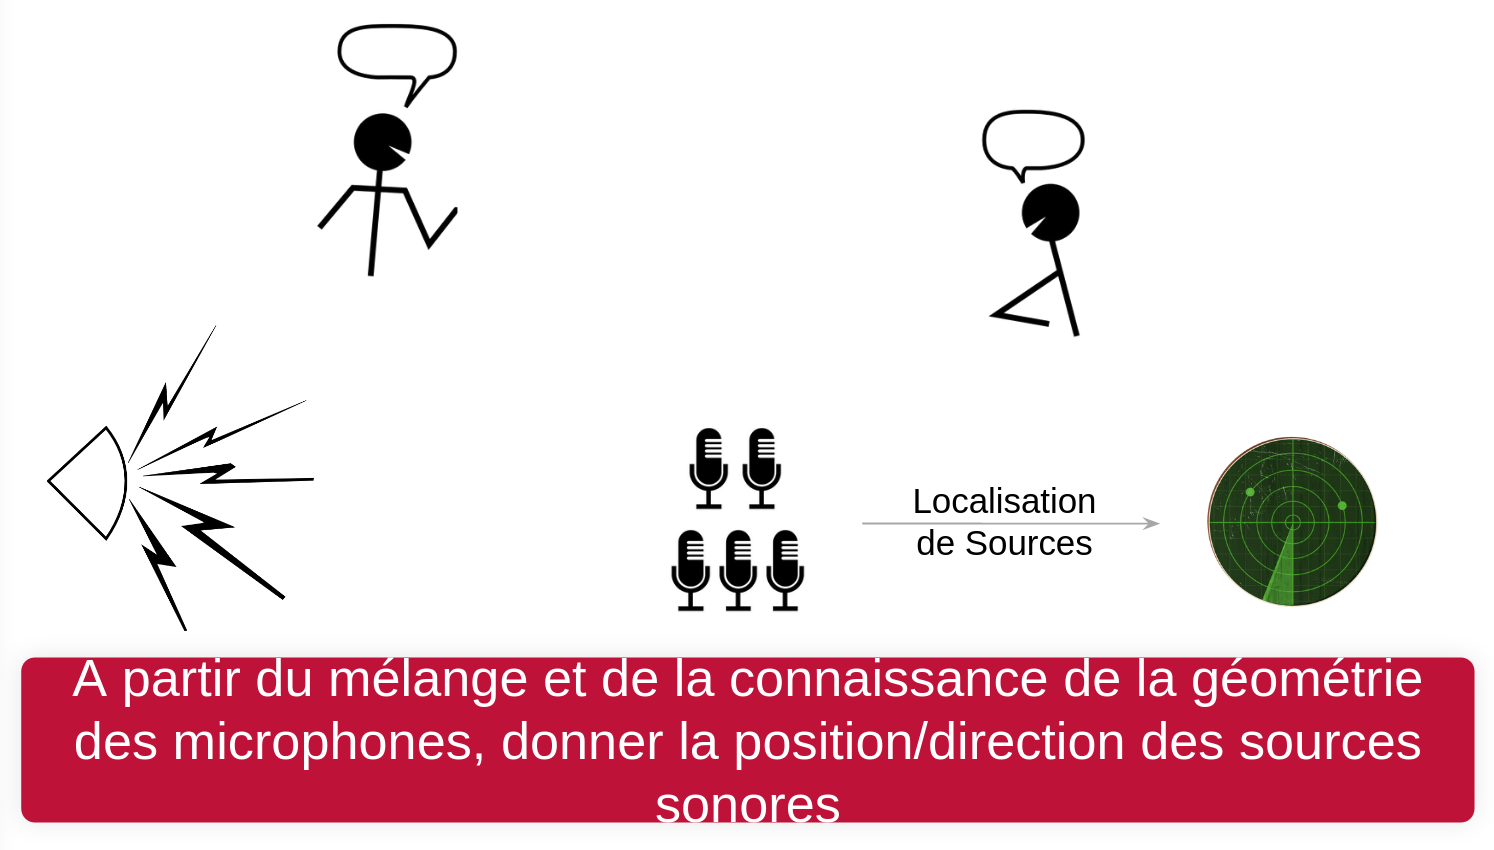 Localisation
de Sources
A partir du mélange et de la connaissance de la géométrie
des microphones, donner la position/direction des sources
sonores